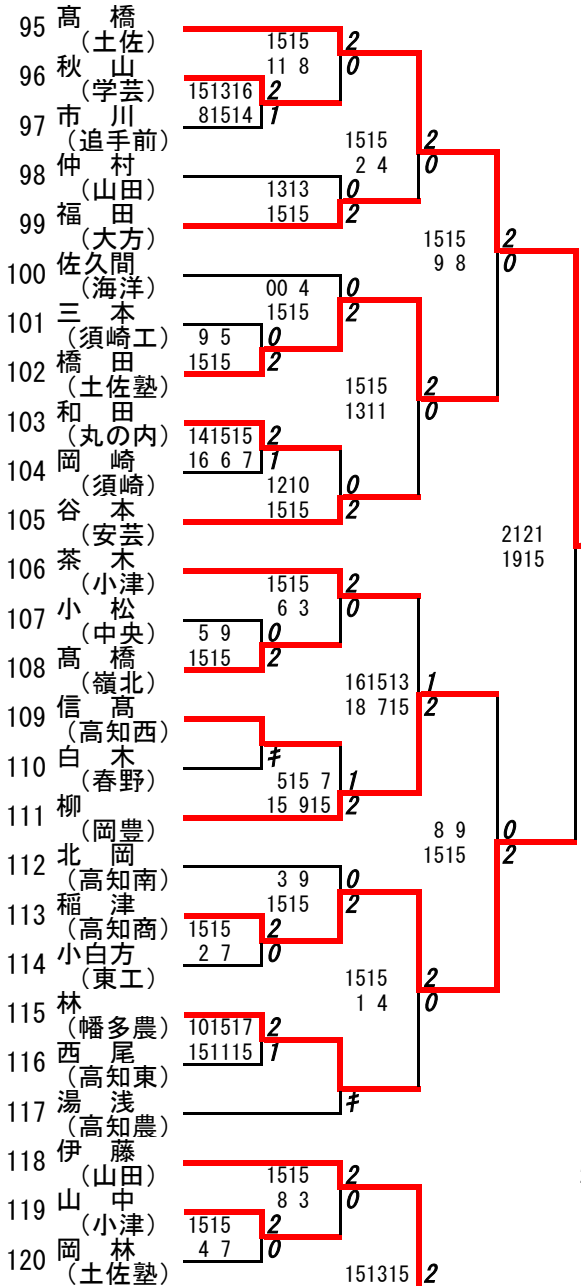 95 髙　橋
（土佐）
1515 2
11 8 0
96 秋　山
（学芸）
151316 2
81514 1
97 市　川
（追手前）
1515 2
2 4 0
98 仲　村
（山田）
1313 0
1515 2
99 福　田
（大方）
1515 2
9 8 0
100 佐久間
（海洋）
00 4 0
1515 2
101 三　本
（須崎工）
9 5 0
1515 2
102 橋　田
（土佐塾）
1515 2
1311 0
103 和　田
（丸の内）
141515 2
16 6 7 1
104 岡　崎
（須崎）
1210 0
1515 2
105 谷　本
（安芸）
2121
1915
106 茶　木
（小津）
1515 2
6 3 0
107 小　松
（中央）
5 9 0
1515 2
108 髙　橋
（嶺北）
161513 1
18 715 2
109 信　髙
（高知西）
110 白　木
（春野）
キ
515 7 1
15 915 2
111 柳
（岡豊）
8 9 0
1515 2
112 北　岡
（高知南）
3 9 0
1515 2
113 稲　津
（高知商）
1515 2
2 7 0
114 小白方
（東工）
1515 2
1 4 0
115 林
（幡多農）
101517 2
151115 1
116 西　尾
（高知東）
キ
117 湯　浅
（高知農）
118 伊　藤
（山田）
1515 2
8 3 0
119 山　中
（小津）
1515 2
4 7 0
120 岡　林
（土佐塾）
151315 2